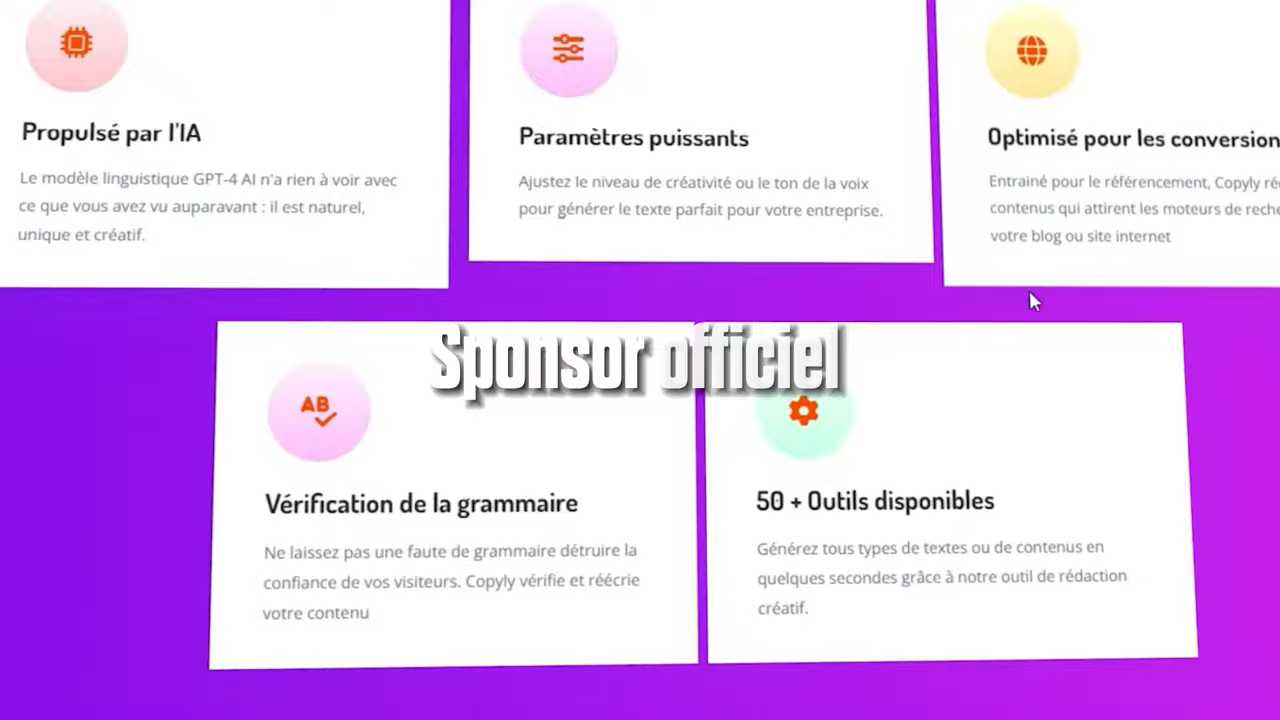 Propulsé par l'IA
Le modèle linguistique GPT-4 AI n'a rien à voir avec
ce que vous avez vu auparavant : il est naturel,
unique et créatif.
Paramètres puissants
Ajustez le niveau de créativité ou le ton de la voix
pour générer le texte parfait pour votre entreprise.
Optimisé pour les conversion
Entrainé pour le référencement, Copyly
contenus qui attirent les moteurs de
votre blog ou site internet
Sponsor officiel
AB
Vérification de la grammaire
Ne laissez pas une faute de grammaire détruire la
confiance de vos visiteurs. Copyly vérifie et réécrie
votre contenu
50 + Outils disponibles
Générez tous types de textes ou de contenus en
quelques secondes grâce à notre outil de rédaction
créatif.